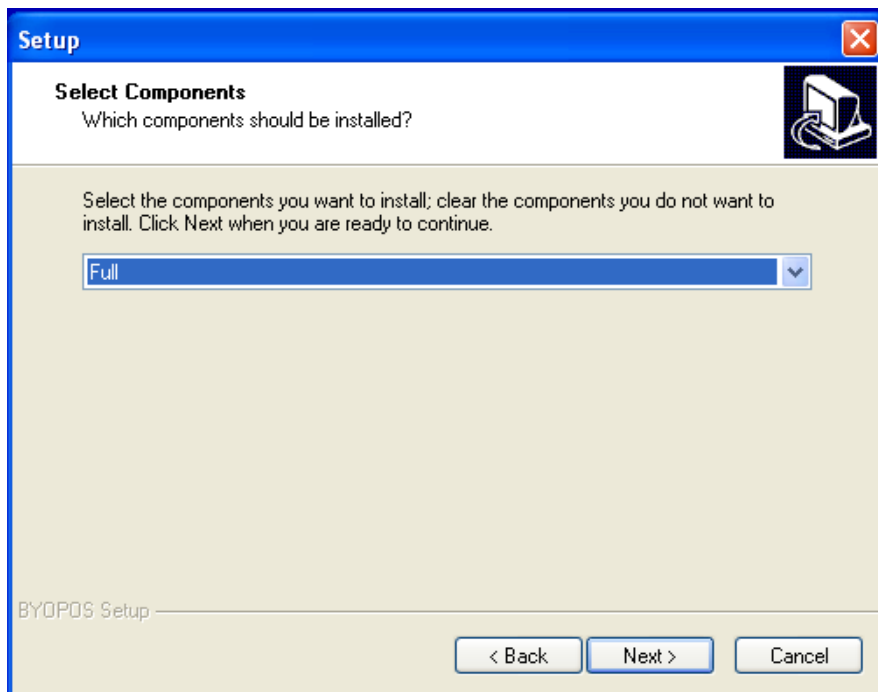 Setup
Select Components
Which components should be installed?
Select the components you want to install; clear the components you do not want to
install. Click Next when you are ready to continue.
Full
BYOPOS Setup
< Back
Next >
Cancel